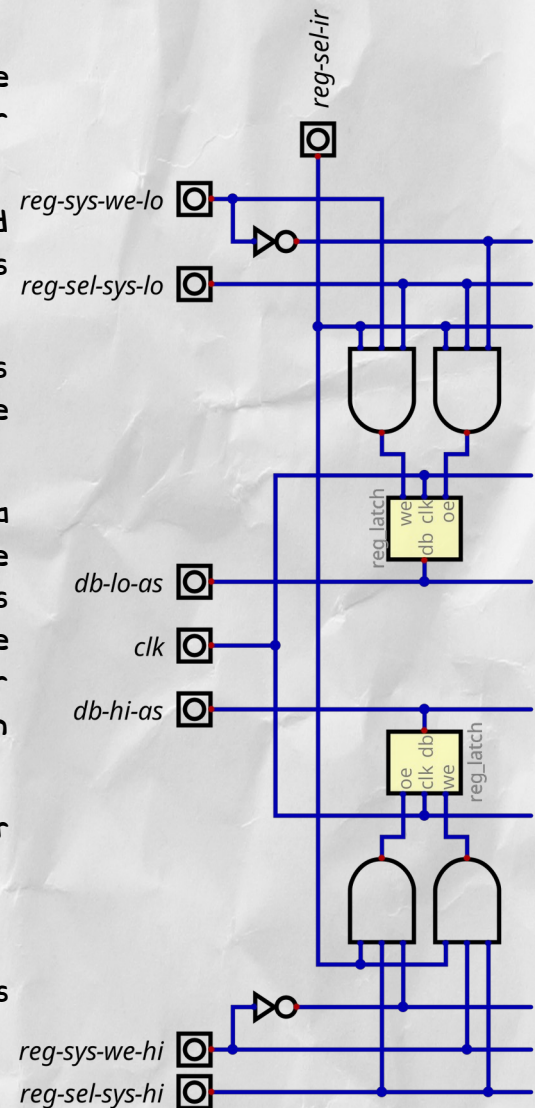 reg-sel-ir
reg-sys-we-lo
reg-sel-sys-lo
we
clk
oe
db
reg_latch
db-lo-as
clk
db-hi-as
db
oe
clk
we
reg_latch
reg-sys-we-hi
reg-sel-sys-hi